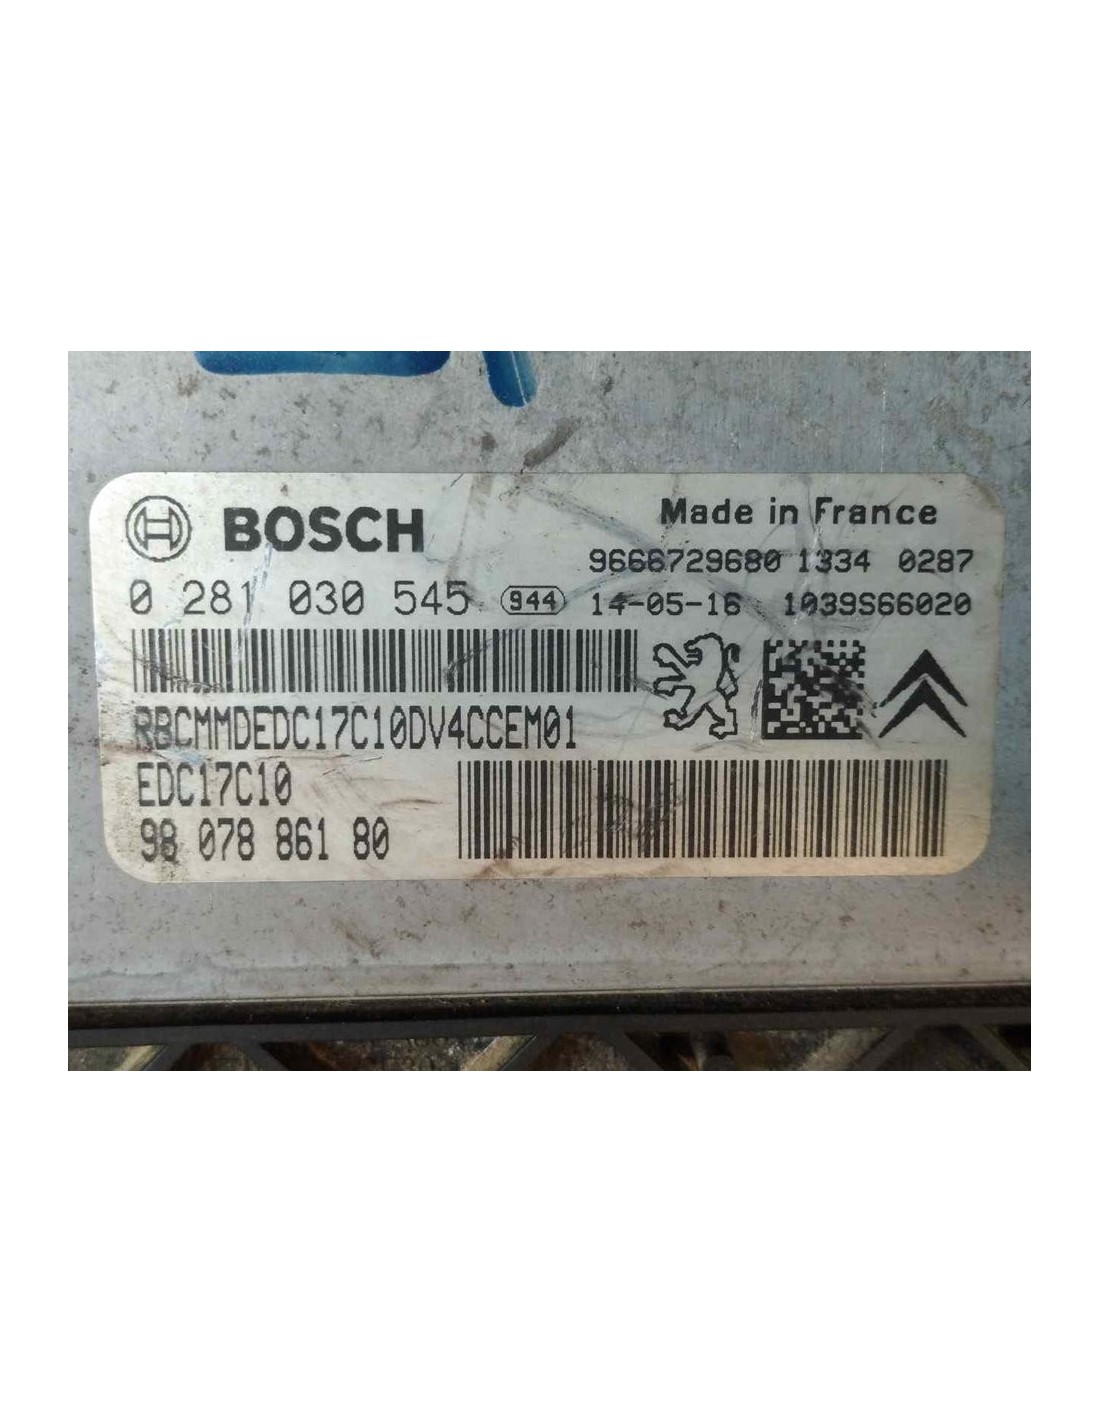 BOSCH
Made in France
9666729680 1334 0287
0 281 030 545 944 14-05-16 1039S66020
RBCMMDEDC17C10DV4CCEM01
EDC17C10
98 078 861 80